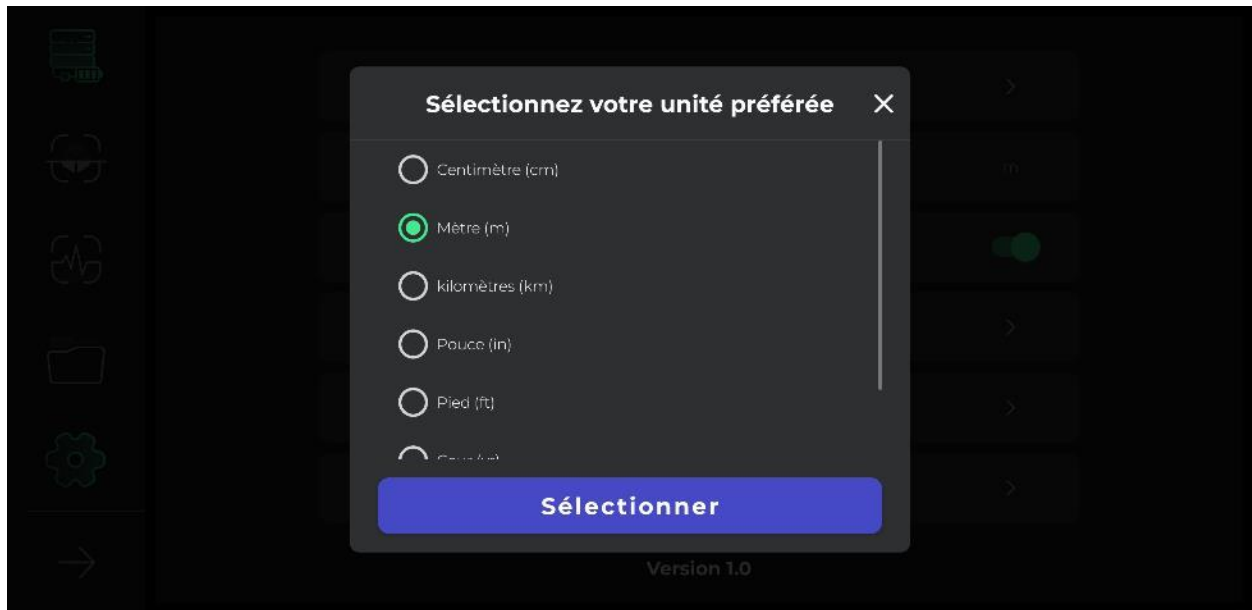 Sélectionnez votre unité préférée
Centimètre (cm)
m
Mètre (m)
kilomètres (km)
Pouce (in)
Pied (ft)
Sélectionner
Version 1.0